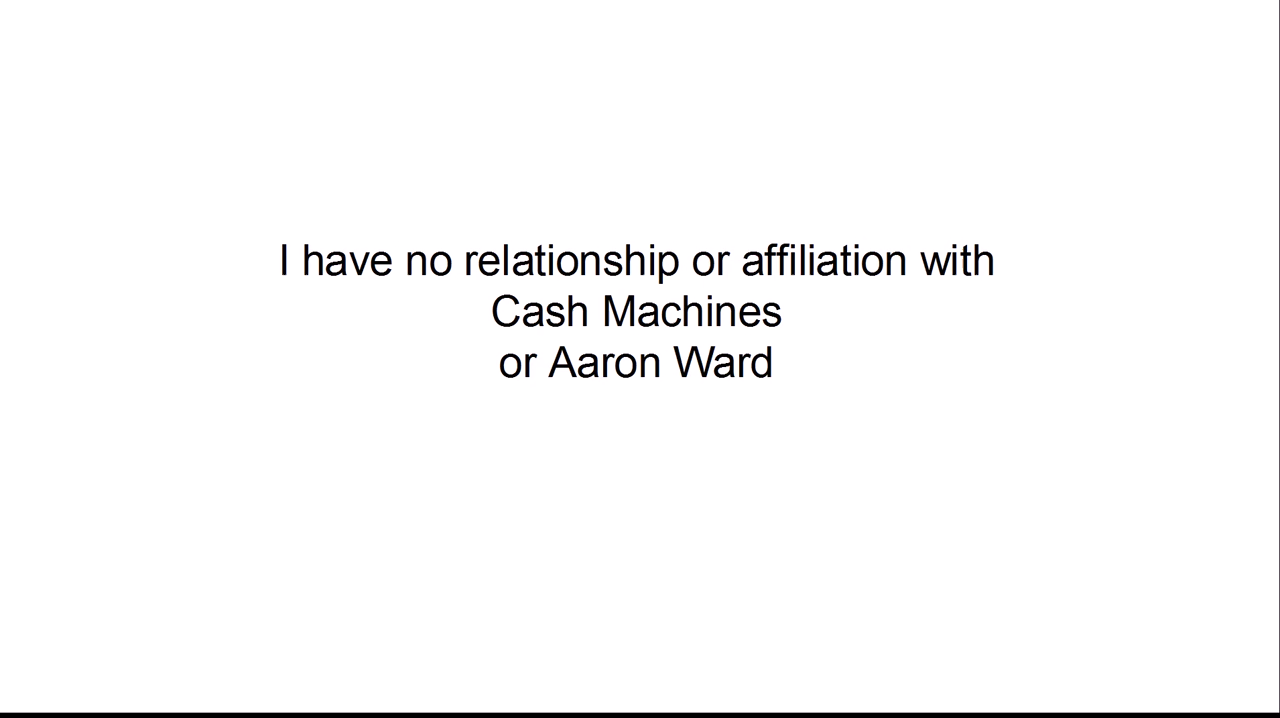 I have no relationship or affiliation with
Cash Machines
or Aaron Ward